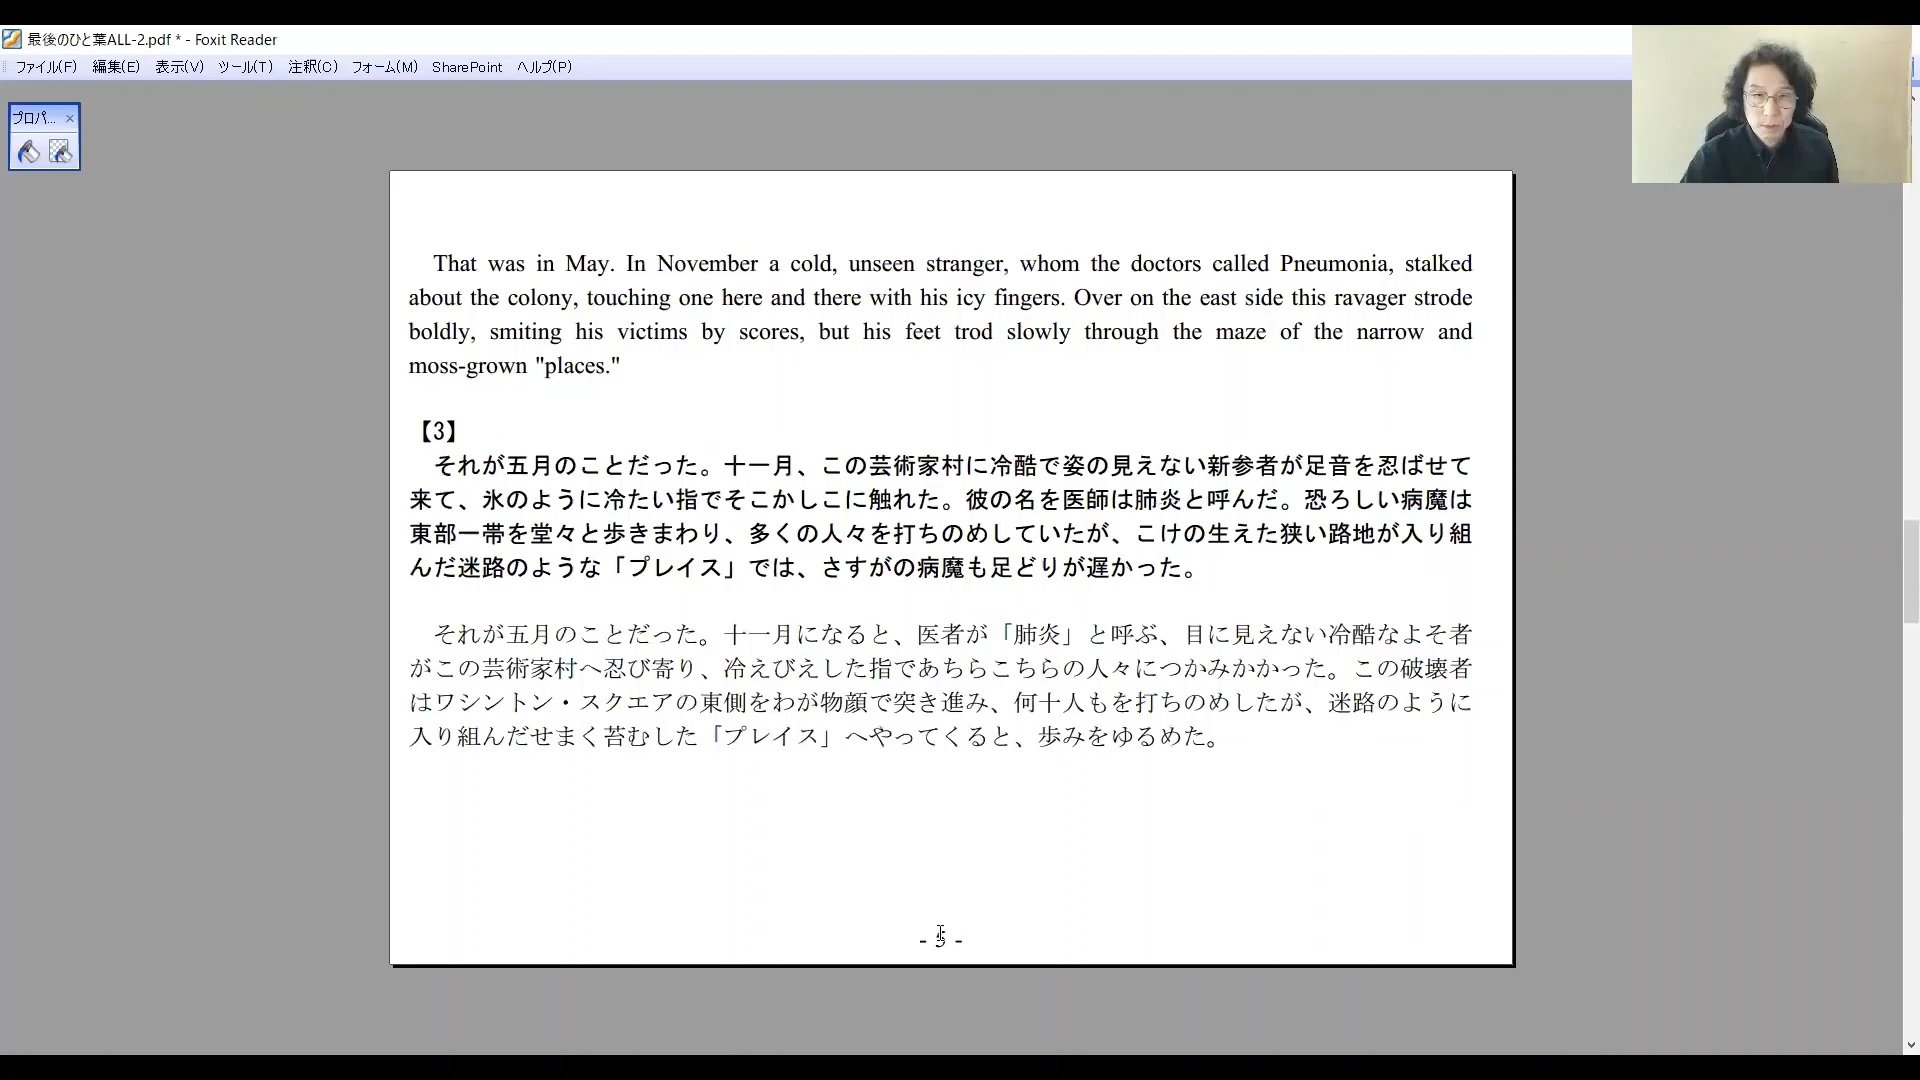 最後のひと葉ALL-2.pdf * - Foxit Reader
ファイル(F) 編集(E) 表示(V) ツール(T) 注釈(C) フォーム(M) SharePoint ヘルプ(P)
プロパ... ×
That was in May. In November a cold, unseen stranger, whom the doctors called Pneumonia, stalked
about the colony, touching one here and there with his icy fingers. Over on the east side this ravager strode
boldly, smiting his victims by scores, but his feet trod slowly through the maze of the narrow and
moss-grown "places."
【3】
それが五月のことだった。十一月、この芸術家村に冷酷で姿の見えない新参者が足音を忍ばせて
来て、氷のように冷たい指でそこかしこに触れた。彼の名を医師は肺炎と呼んだ。恐ろしい病魔は
東部一帯を堂々と歩きまわり、多くの人々を打ちのめしていたが、こけの生えた狭い路地が入り組
んだ迷路のような「プレイス」では、さすがの病魔も足どりが遅かった。
それが五月のことだった。十一月になると、医者が「肺炎」と呼ぶ、目に見えない冷酷なよそ者
がこの芸術家村へ忍び寄り、冷えびえした指であちらこちらの人々につかみかかった。この破壊者
はワシントン・スクエアの東側をわが物顔で突き進み、何十人もを打ちのめしたが、迷路のように
入り組んだせまく苔むした「プレイス」へやってくると、歩みをゆるめた。